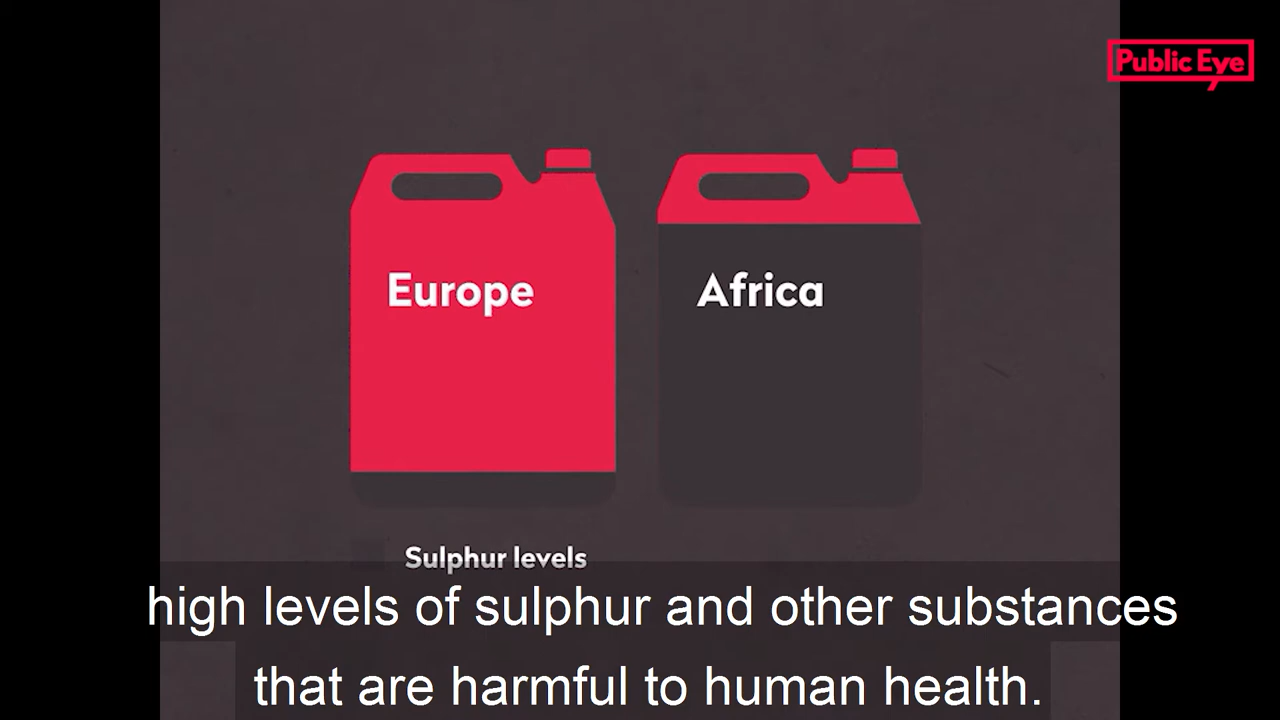 Public Eye
Europe
Africa
Sulphur levels
high levels of sulphur and other substances
that are harmful to human health.